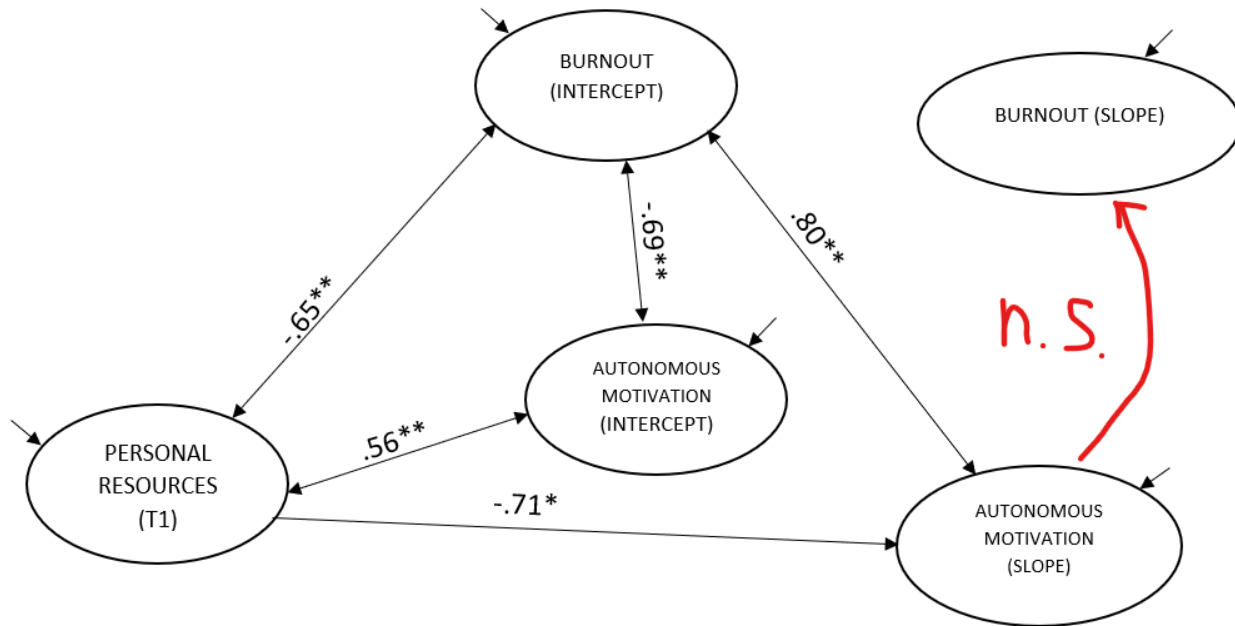 BURNOUT
(INTERCEPT)
BURNOUT (SLOPE)
-.65**
-.69**
.80**
n.s.
AUTONOMOUS
MOTIVATION
(INTERCEPT)
.56**
PERSONAL
RESOURCES
(T1)
-.71*
AUTONOMOUS
MOTIVATION
(SLOPE)